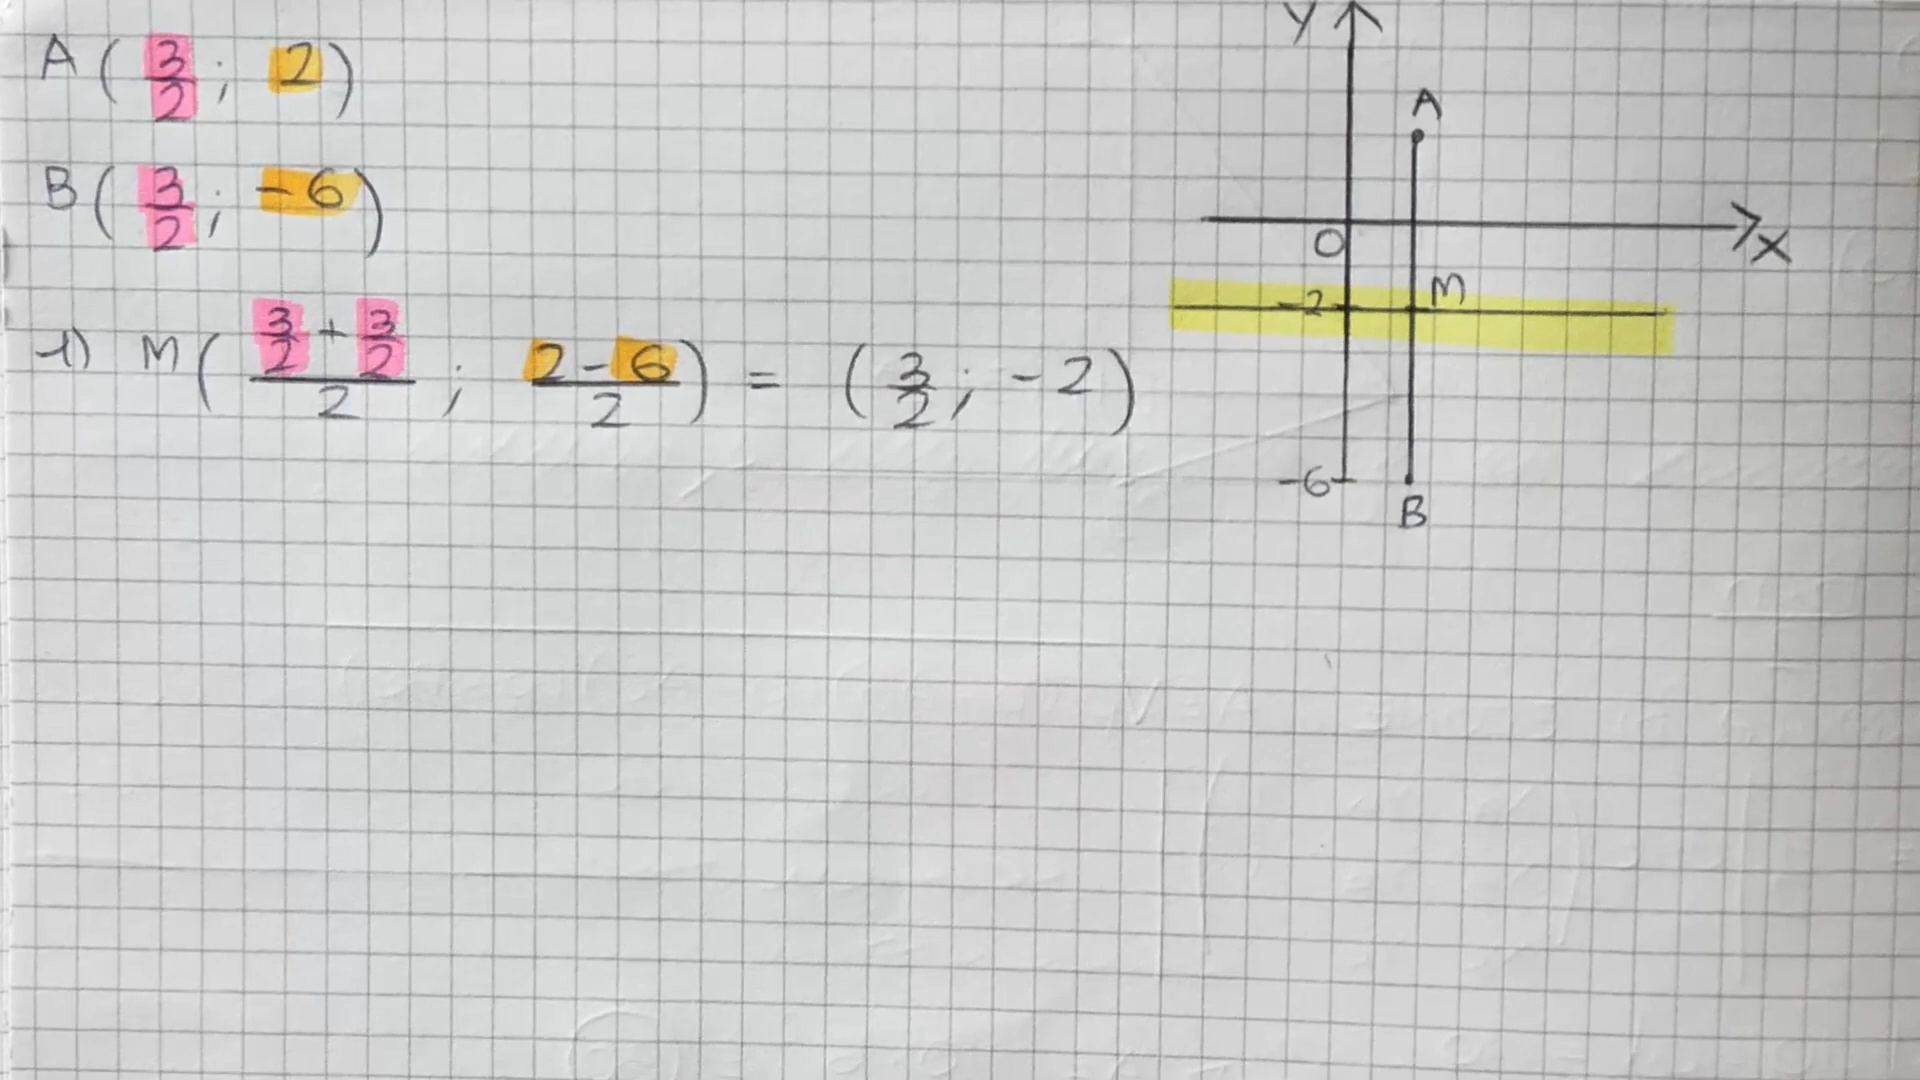 A ( 3/2 ; 2 )
B ( 3/2 ; -6 )
1) M ( (3/2 + 3/2)/2 ; (2 - 6)/2 ) = ( 3/2 ; -2 )
y
A
O
x
-2
M
-6
B